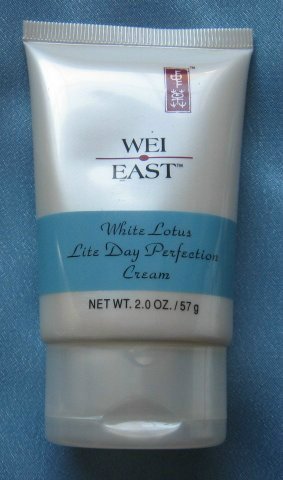 WEI
EAST™
White Lotus
Lite Day Perfection
Cream
NET WT. 2.0 OZ./57 g